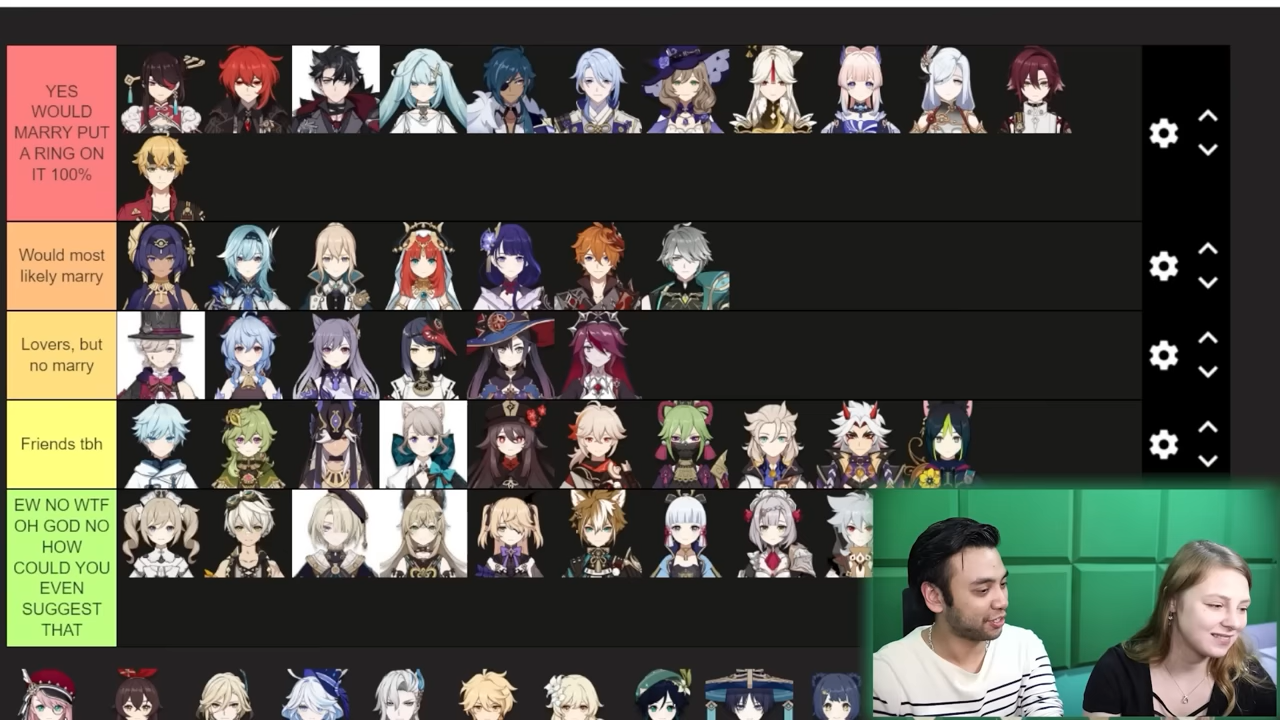 YES
WOULD
MARRY PUT
A RING ON
IT 100%
Would most
likely marry
Lovers, but
no marry
Friends tbh
EW NO WTF
OH GOD NO
HOW
COULD YOU
EVEN
SUGGEST
THAT